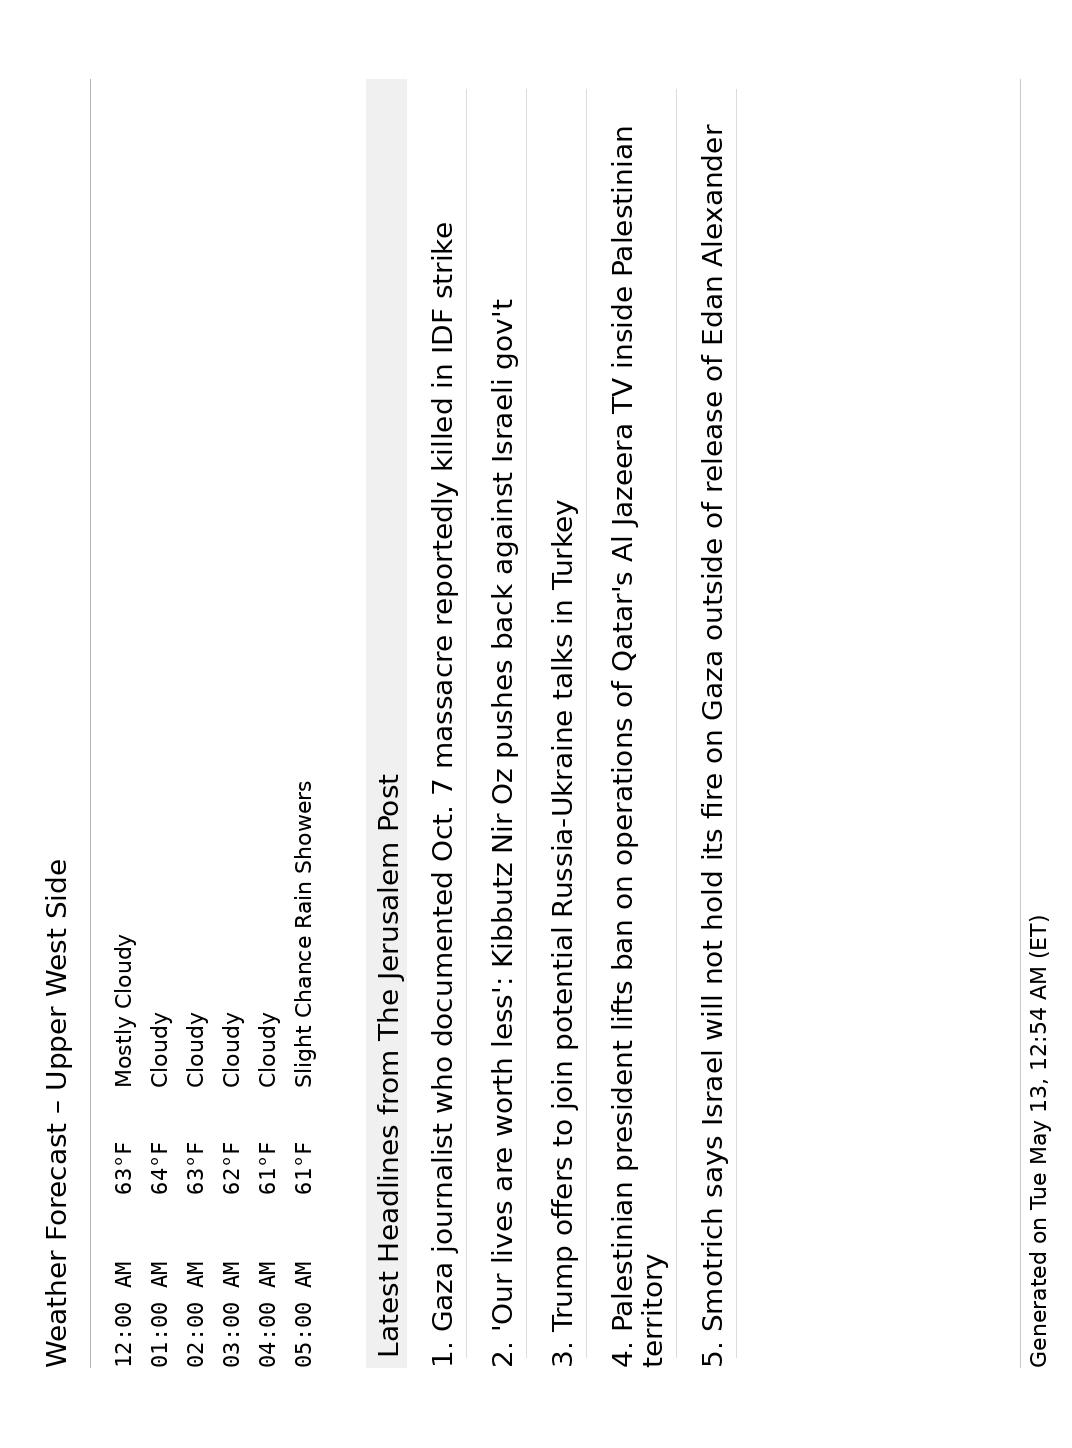 Weather Forecast – Upper West Side
12:00 AM 63°F Mostly Cloudy
01:00 AM 64°F Cloudy
02:00 AM 63°F Cloudy
03:00 AM 62°F Cloudy
04:00 AM 61°F Cloudy
05:00 AM 61°F Slight Chance Rain Showers
Latest Headlines from The Jerusalem Post
1. Gaza journalist who documented Oct. 7 massacre reportedly killed in IDF strike
2. 'Our lives are worth less': Kibbutz Nir Oz pushes back against Israeli gov't
3. Trump offers to join potential Russia-Ukraine talks in Turkey
4. Palestinian president lifts ban on operations of Qatar's Al Jazeera TV inside Palestinian
territory
5. Smotrich says Israel will not hold its fire on Gaza outside of release of Edan Alexander
Generated on Tue May 13, 12:54 AM (ET)